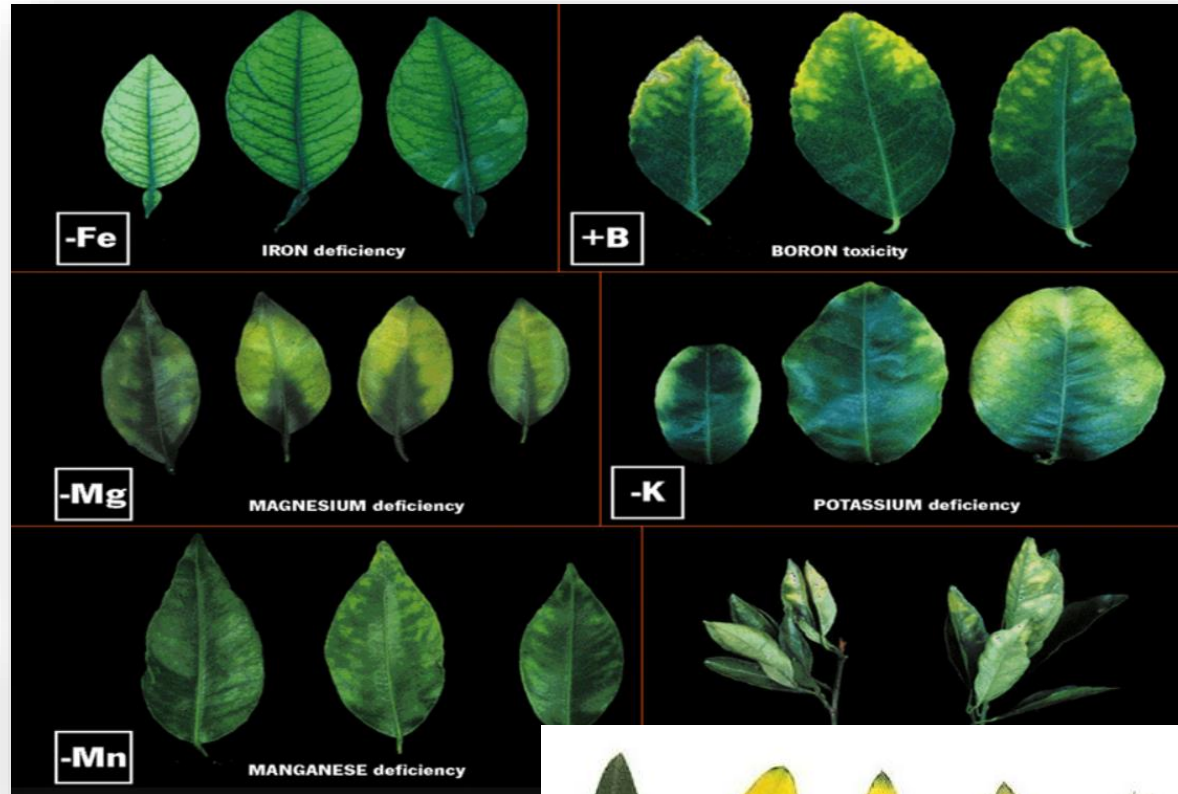 -Fe
IRON deficiency
+B
BORON toxicity
-Mg
MAGNESIUM deficiency
-K
POTASSIUM deficiency
-Mn
MANGANESE deficiency